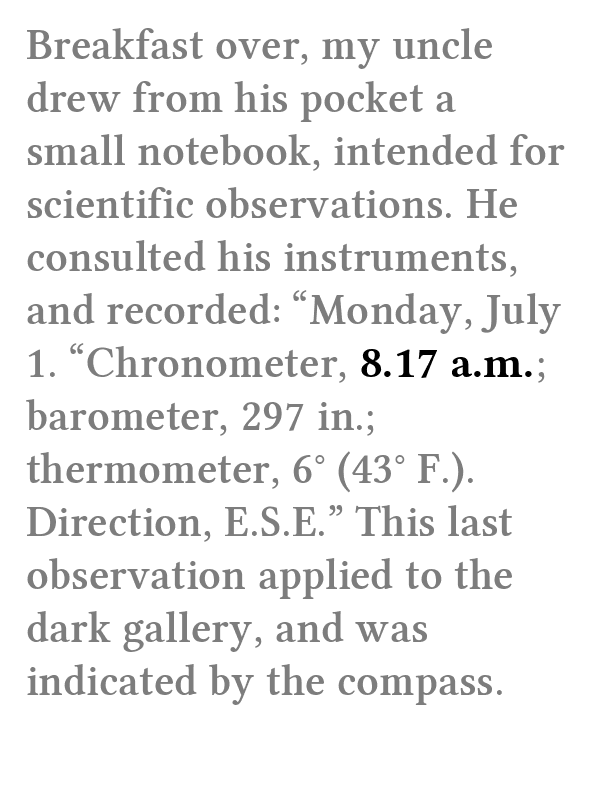 Breakfast over, my uncle
drew from his pocket a
small notebook, intended for
scientific observations. He
consulted his instruments,
and recorded: “Monday, July
1. “Chronometer, 8.17 a.m.;
barometer, 297 in.;
thermometer, 6° (43° F.).
Direction, E.S.E.” This last
observation applied to the
dark gallery, and was
indicated by the compass.